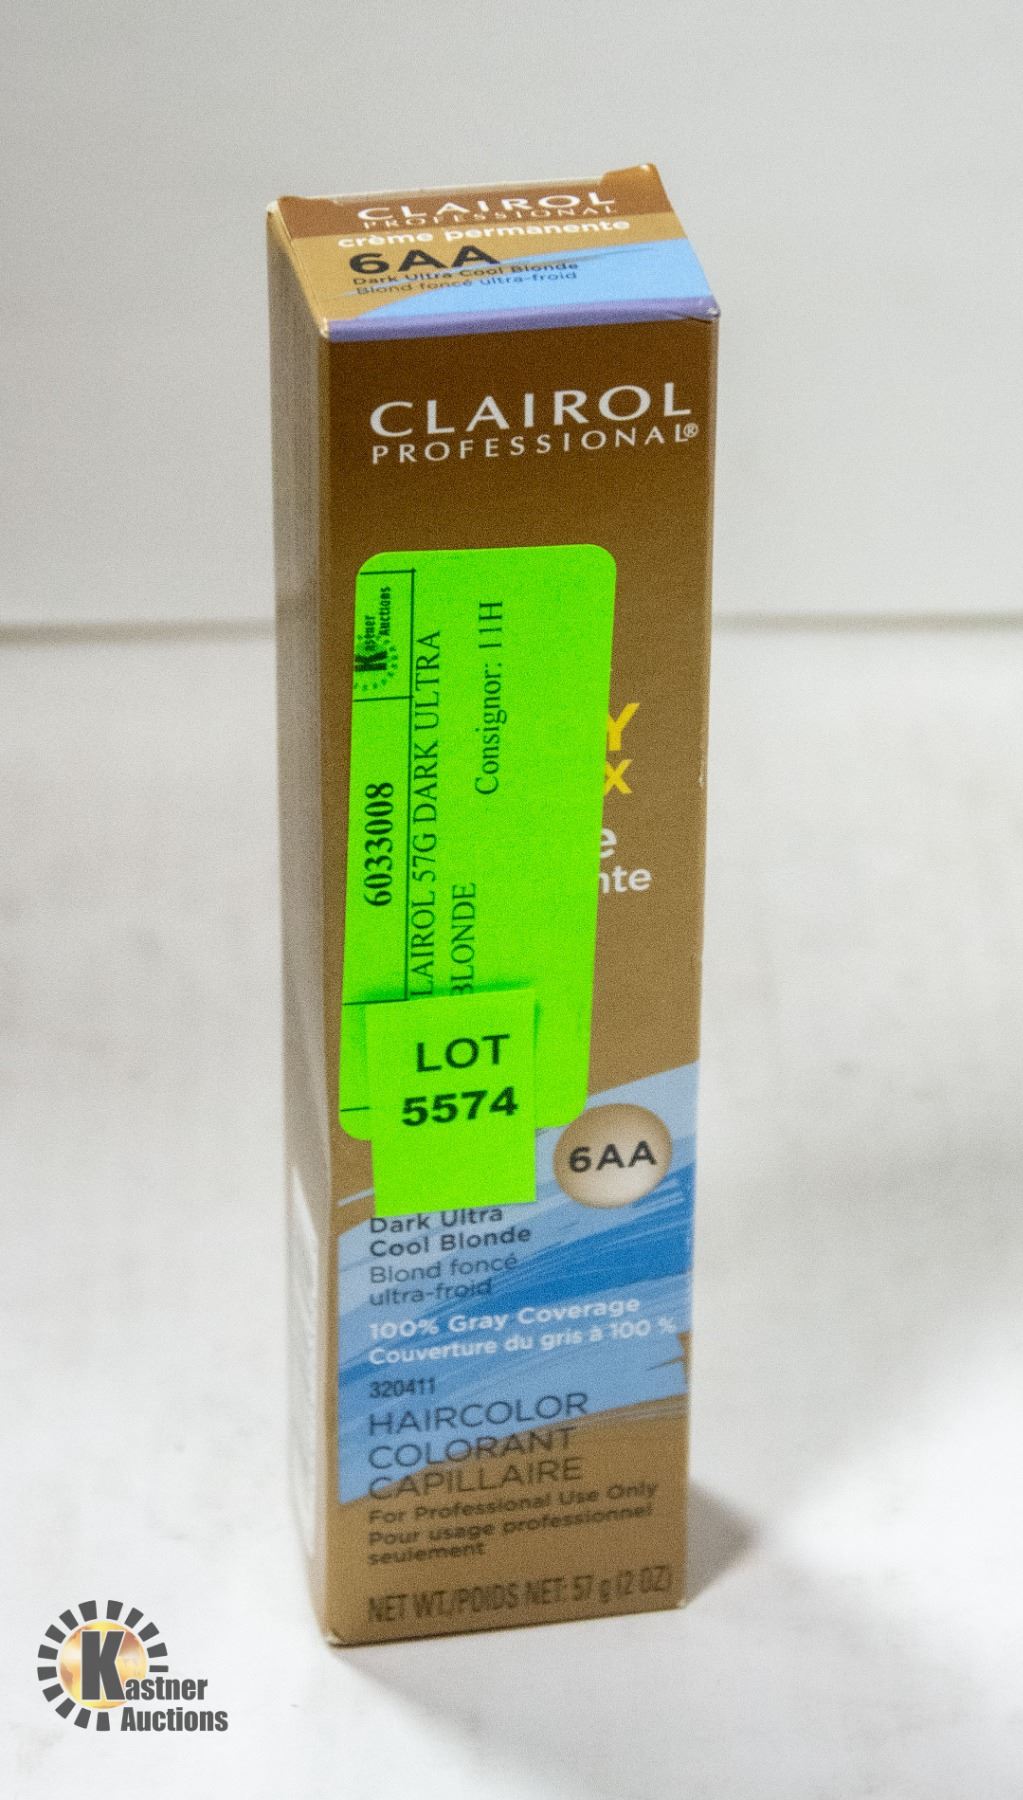 CLAIROL
PROFESSIONAL
crème permanente
6AA
Dark Ultra Cool Blonde
Blond foncé ultra-froid
CLAIROL
PROFESSIONAL®
Y
X
e
nte
Kastner
Auctions
6033008
LAIROL 57G DARK ULTRA
BLONDE
Consignor: 11H
LOT
5574
6AA
Dark Ultra
Cool Blonde
Blond foncé
ultra-froid
100% Gray Coverage
Couverture du gris à 100 %
320411
HAIRCOLOR
COLORANT
CAPILLAIRE
For Professional Use Only
Pour usage professionnel
seulement
NET WT./POIDS NET: 57 g (2 OZ)
Kastner
Auctions